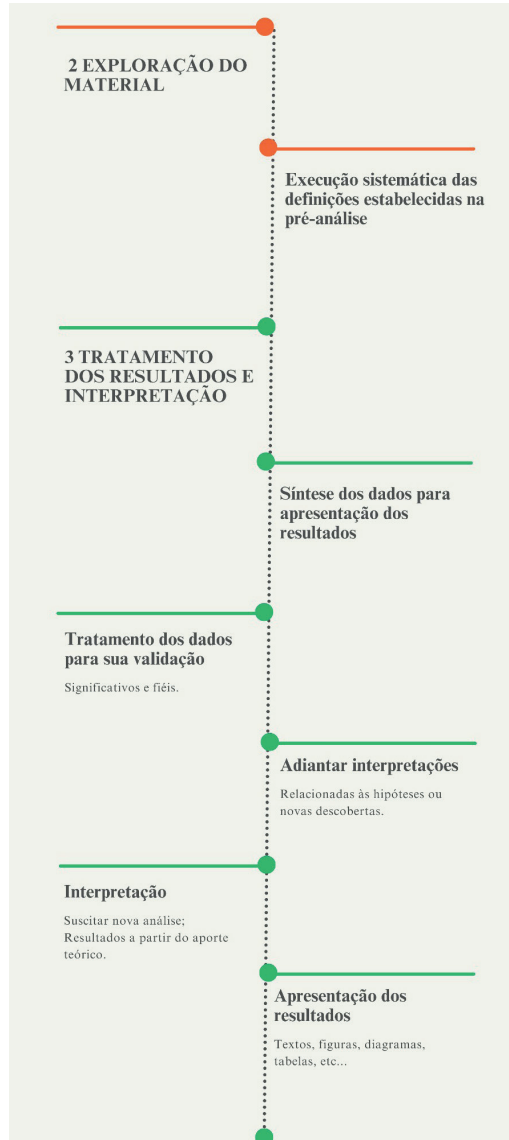 2 EXPLORAÇÃO DO
MATERIAL
Execução sistemática das
definições estabelecidas na
pré-análise
3 TRATAMENTO
DOS RESULTADOS E
INTERPRETAÇÃO
Síntese dos dados para
apresentação dos
resultados
Tratamento dos dados
para sua validação
Significativos e fiéis.
Adiantar interpretações
Relacionadas às hipóteses ou
novas descobertas.
Interpretação
Suscitar nova análise;
Resultados a partir do aporte
teórico.
Apresentação dos
resultados
Textos, figuras, diagramas,
tabelas, etc...